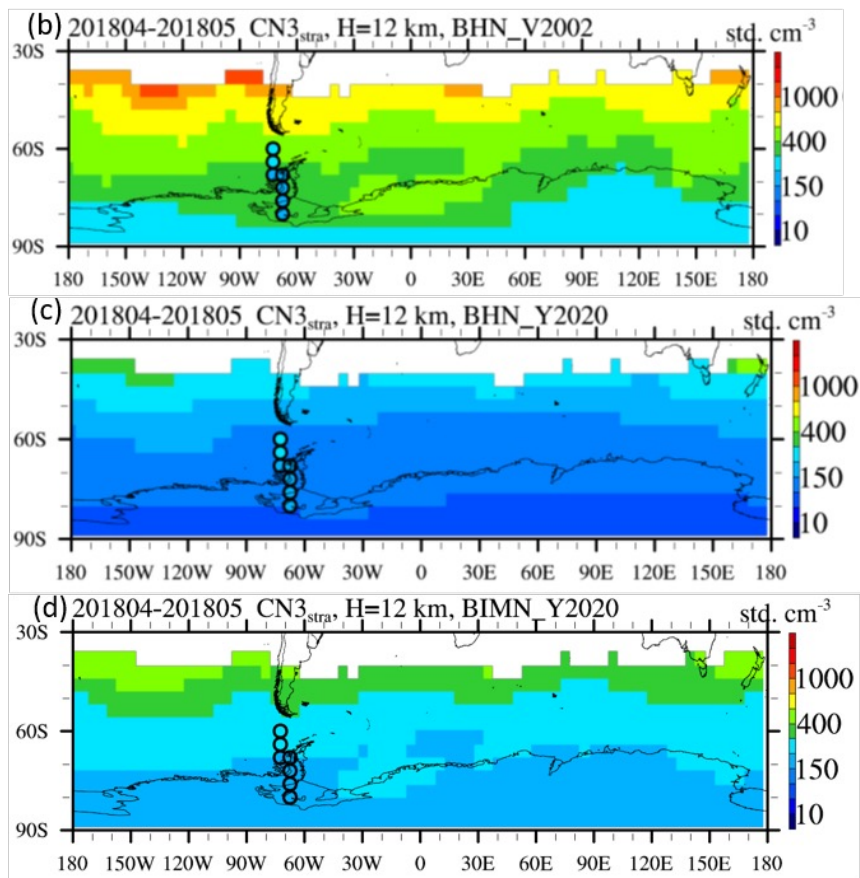 (b) 201804-201805 CN3stra, H=12 km, BHN_V2002 std. cm-3
30S
60S
90S
1000
400
150
10
180 150W 120W 90W 60W 30W 0 30E 60E 90E 120E 150E 180
(c) 201804-201805 CN3stra, H=12 km, BHN_Y2020 std. cm-3
30S
60S
90S
1000
400
150
10
180 150W 120W 90W 60W 30W 0 30E 60E 90E 120E 150E 180
(d) 201804-201805 CN3stra, H=12 km, BIMN_Y2020 std. cm-3
30S
60S
90S
1000
400
150
10
180 150W 120W 90W 60W 30W 0 30E 60E 90E 120E 150E 180